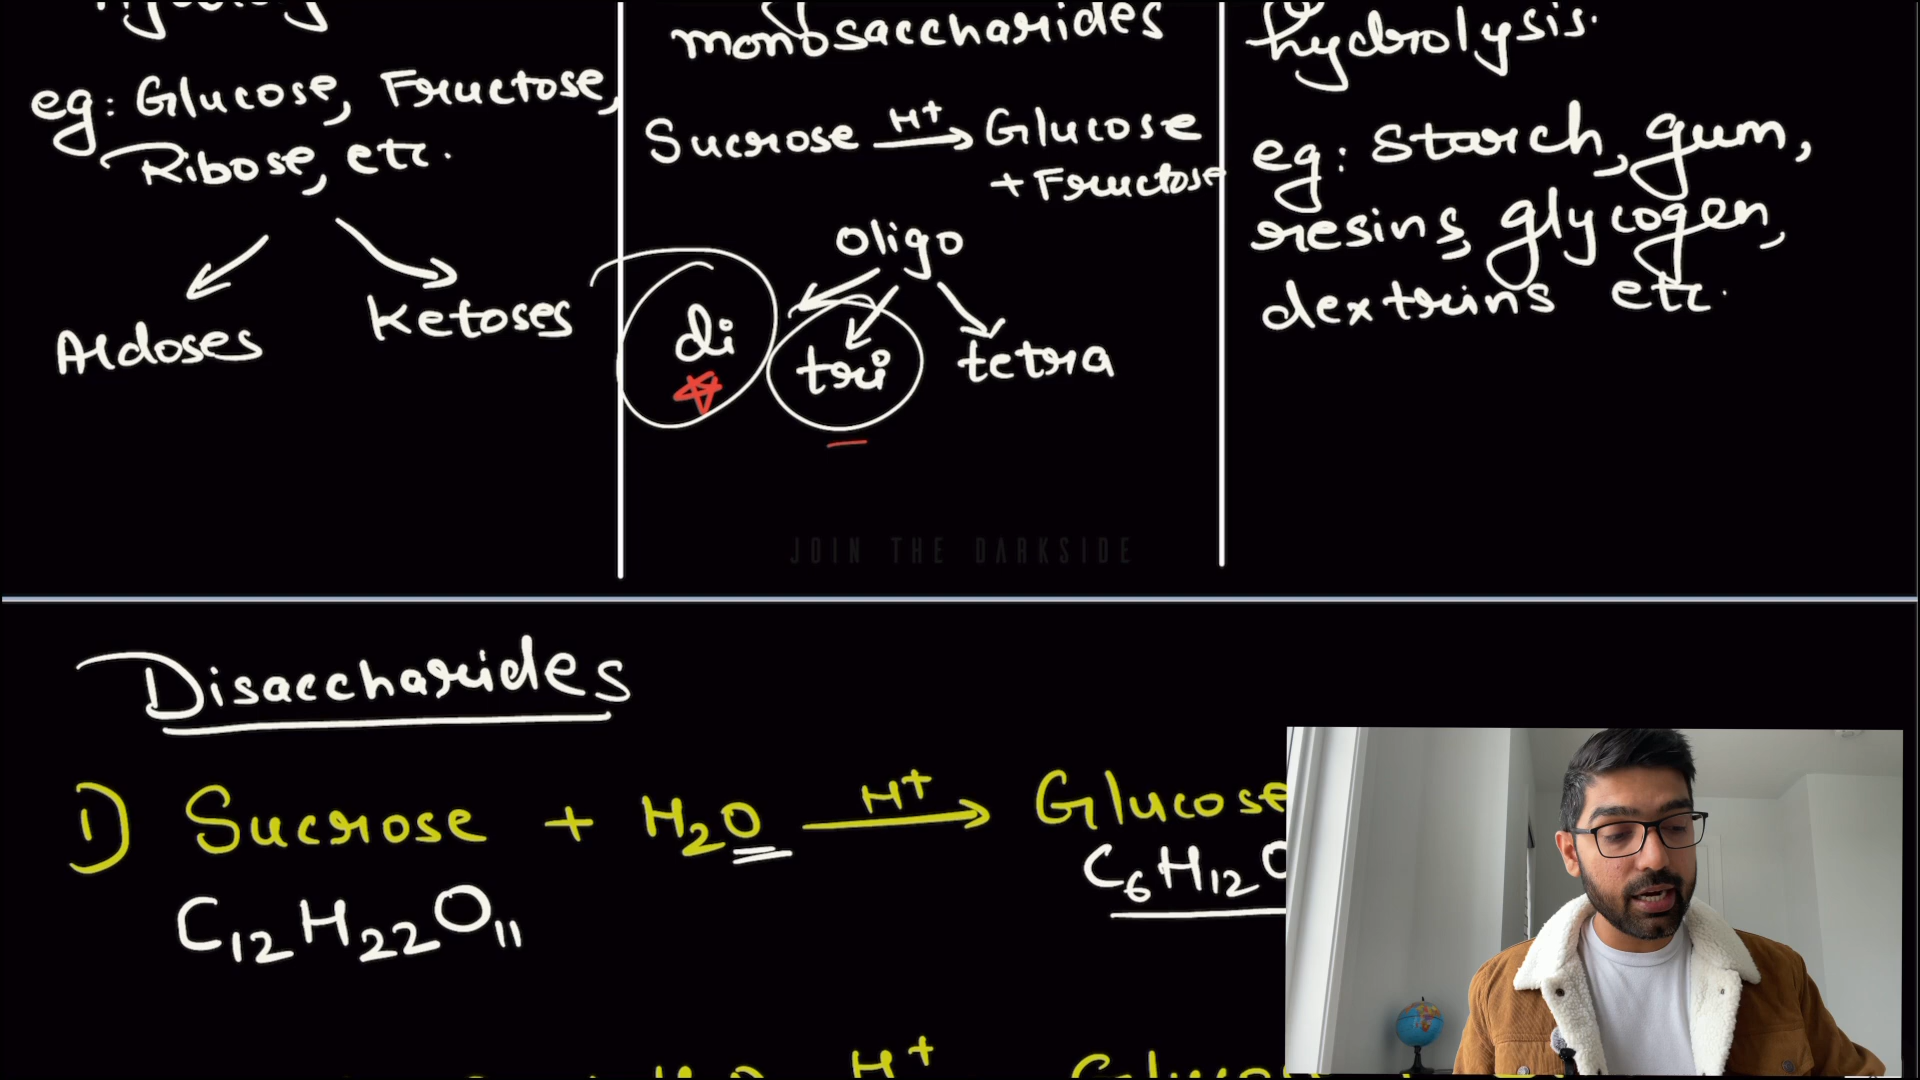 eg: Glucose, Fructose,
Ribose, etc.
Aldoses
Ketoses
monosaccharides
Sucrose H⁺ → Glucose
+ Fructose
oligo
di
tri
tetra
hydrolysis.
eg: Starch, gum,
resins, glycogen,
dextrins etc.
JOIN THE DARKSIDE
Disaccharides
1) Sucrose + H₂O H⁺ → Glucose
C₁₂H₂₂O₁₁
C₆H₁₂O
H⁺